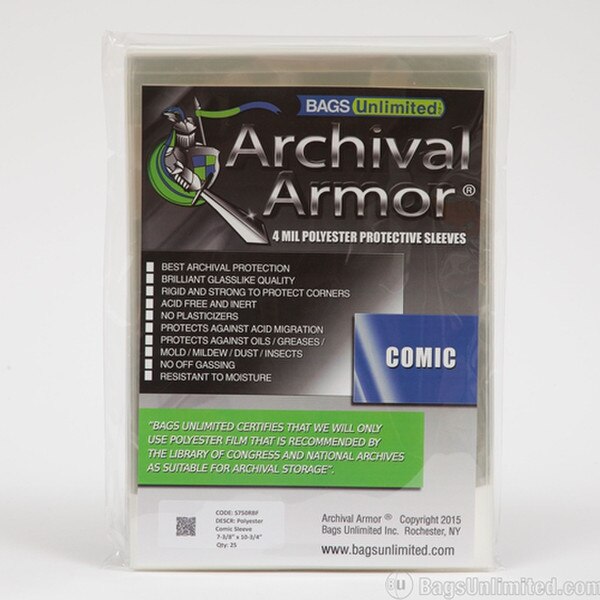 BAGS Unlimited INC
Archival
Armor®
4 MIL POLYESTER PROTECTIVE SLEEVES
BEST ARCHIVAL PROTECTION
BRILLIANT GLASSLIKE QUALITY
RIGID AND STRONG TO PROTECT CORNERS
ACID FREE AND INERT
NO PLASTICIZERS
PROTECTS AGAINST ACID MIGRATION
PROTECTS AGAINST OILS / GREASES /
MOLD / MILDEW / DUST / INSECTS
NO OFF GASSING
RESISTANT TO MOISTURE
COMIC
"BAGS UNLIMITED CERTIFIES THAT WE WILL ONLY
USE POLYESTER FILM THAT IS RECOMMENDED BY
THE LIBRARY OF CONGRESS AND NATIONAL ARCHIVES
AS SUITABLE FOR ARCHIVAL STORAGE".
CODE: S750RBF
DESCR: Polyester
Comic Sleeve
7-3/8" x 10-3/4"
Qty: 25
Archival Armor ® Copyright 2015
Bags Unlimited Inc. Rochester, NY
www.bagsunlimited.com
BU BagsUnlimited.com